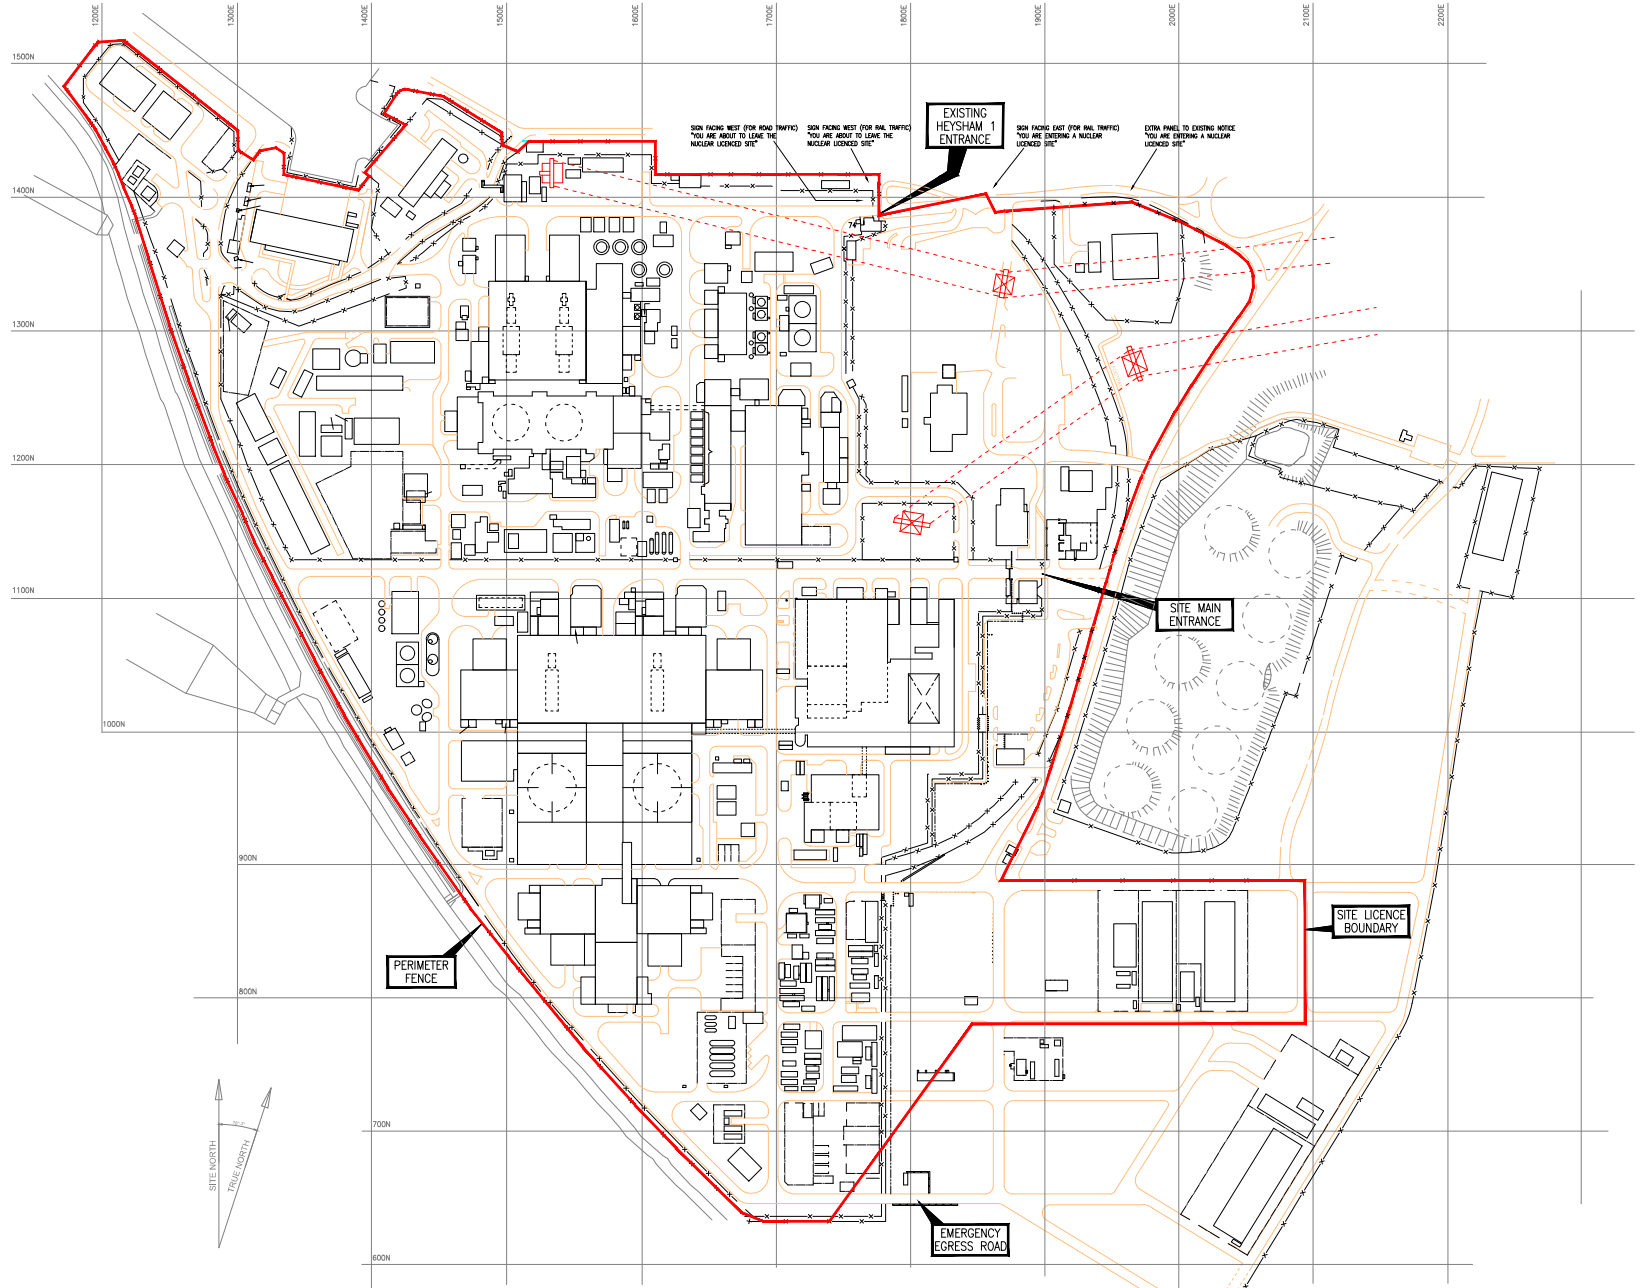 1200E
1300E
1400E
1500E
1600E
1700E
1800E
1900E
2000E
2100E
2200E
1500N
1400N
1300N
1200N
1100N
1000N
900N
800N
700N
600N
SIGN FACING WEST (FOR ROAD TRAFFIC)
"YOU ARE ABOUT TO LEAVE THE
NUCLEAR LICENCED SITE"
SIGN FACING WEST (FOR RAIL TRAFFIC)
"YOU ARE ABOUT TO LEAVE THE
NUCLEAR LICENCED SITE"
EXISTING
HEYSHAM 1
ENTRANCE
SIGN FACING EAST (FOR RAIL TRAFFIC)
"YOU ARE ENTERING A NUCLEAR
LICENCED SITE"
EXTRA PANEL TO EXISTING NOTICE
"YOU ARE ENTERING A NUCLEAR
LICENCED SITE"
74
SITE MAIN
ENTRANCE
SITE LICENCE
BOUNDARY
PERIMETER
FENCE
EMERGENCY
EGRESS ROAD
SITE NORTH
TRUE NORTH